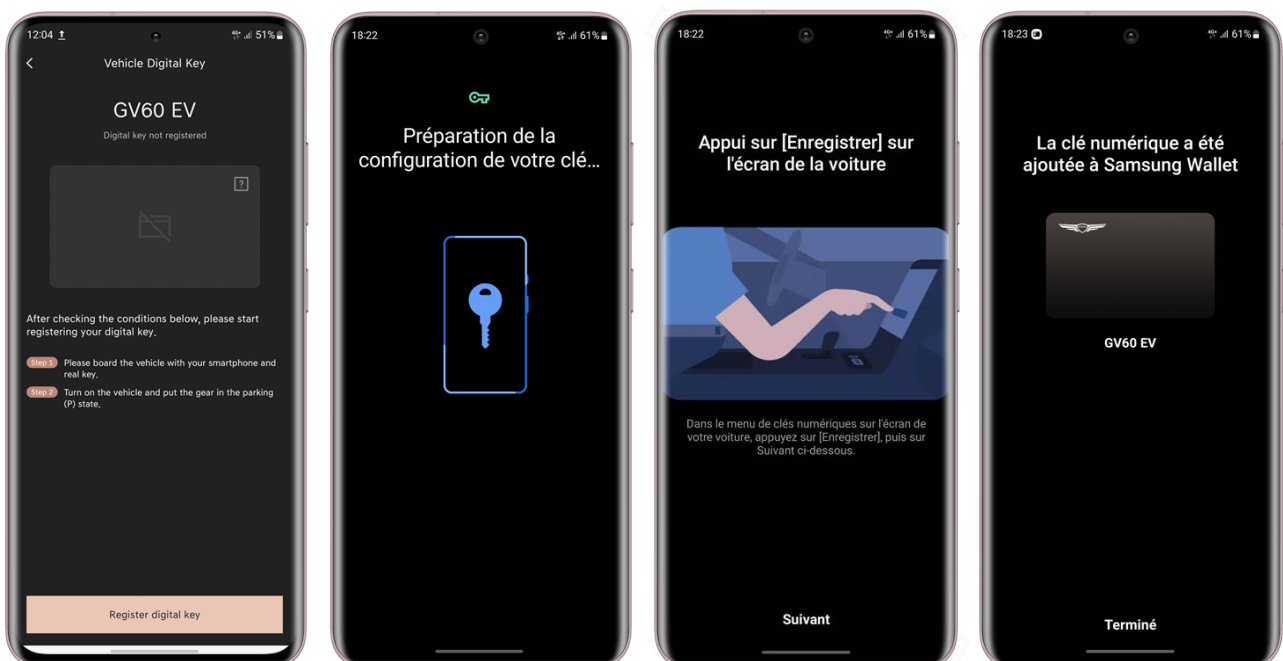 12:04
51%
Vehicle Digital Key
GV60 EV
Digital key not registered
?
After checking the conditions below, please start
registering your digital key.
Step 1 Please board the vehicle with your smartphone and
real key.
Step 2 Turn on the vehicle and put the gear in the parking
(P) state.
Register digital key
18:22
4G+ 61%
Préparation de la
configuration de votre clé...
18:22
4G+ 61%
Appui sur [Enregistrer] sur
l'écran de la voiture
Dans le menu de clés numériques sur l'écran de
votre voiture, appuyez sur [Enregistrer], puis sur
Suivant ci-dessous.
Suivant
18:23
4G+ 61%
La clé numérique a été
ajoutée à Samsung Wallet
GV60 EV
Terminé